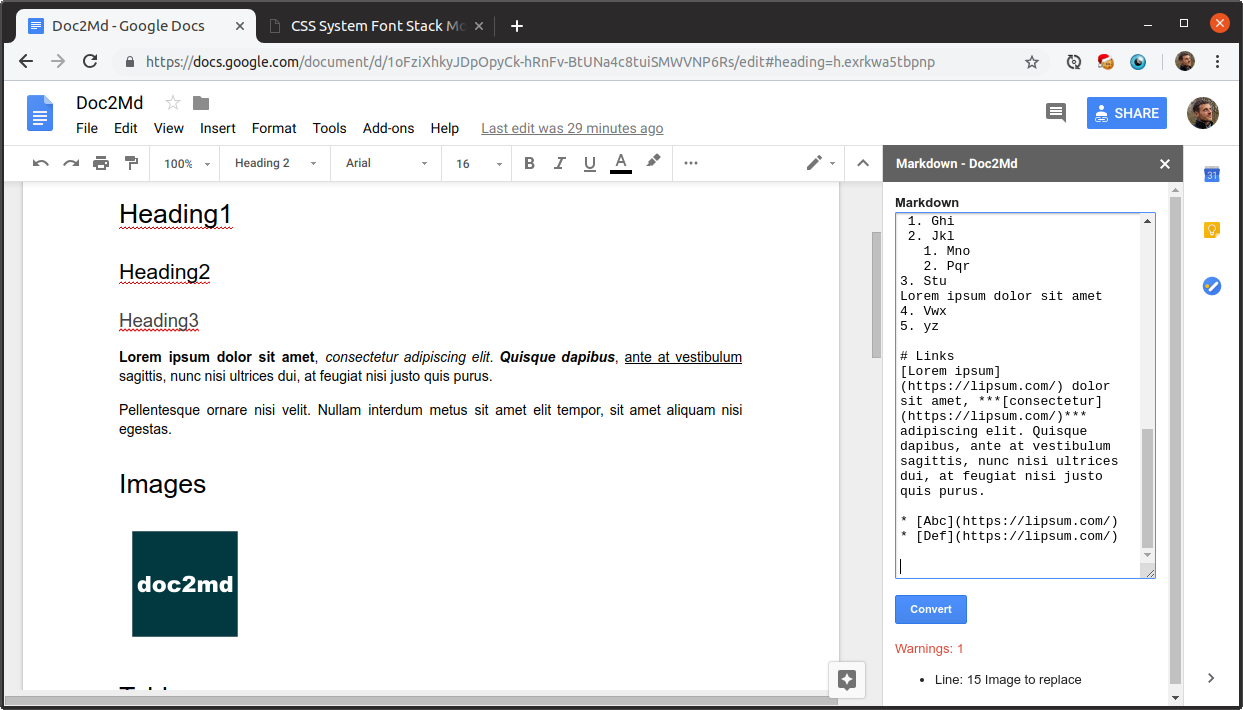 Doc2Md - Google Docs
CSS System Font Stack Mo
https://docs.google.com/document/d/1oFziXhkyJDpOpyCk-hRnFv-BtUNa4c8tuiSMWVNP6Rs/edit#heading=h.exrkwa5tbpnp
Doc2Md
File Edit View Insert Format Tools Add-ons Help Last edit was 29 minutes ago
SHARE
100% Heading 2 Arial 16 B I U A
Heading1
Heading2
Heading3
Lorem ipsum dolor sit amet, consectetur adipiscing elit. Quisque dapibus, ante at vestibulum
sagittis, nunc nisi ultrices dui, at feugiat nisi justo quis purus.
Pellentesque ornare nisi velit. Nullam interdum metus sit amet elit tempor, sit amet aliquam nisi
egestas.
Images
doc2md
Markdown - Doc2Md
Markdown
1. Ghi
2. Jkl
1. Mno
2. Pqr
3. Stu
Lorem ipsum dolor sit amet
4. Vwx
5. yz
# Links
[Lorem ipsum]
(https://lipsum.com/) dolor
sit amet, ***[consectetur]
(https://lipsum.com/)***
adipiscing elit. Quisque
dapibus, ante at vestibulum
sagittis, nunc nisi ultrices
dui, at feugiat nisi justo
quis purus.
* [Abc](https://lipsum.com/)
* [Def](https://lipsum.com/)
Convert
Warnings: 1
Line: 15 Image to replace
31